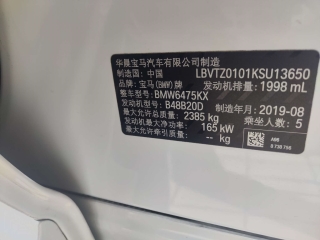 华晨宝马汽车有限公司制造
制造国：中国 LBVTZ0101KSU13650
品牌：宝马(BMW)牌 发动机排量：1998 mL
整车型号：BMW6475KX
发动机型号：B48B20D 制造年月：2019-08
最大允许总质量：2385 kg 乘坐人数：5
发动机最大净功率：165 kW
最大允许牵引质量：-- kg